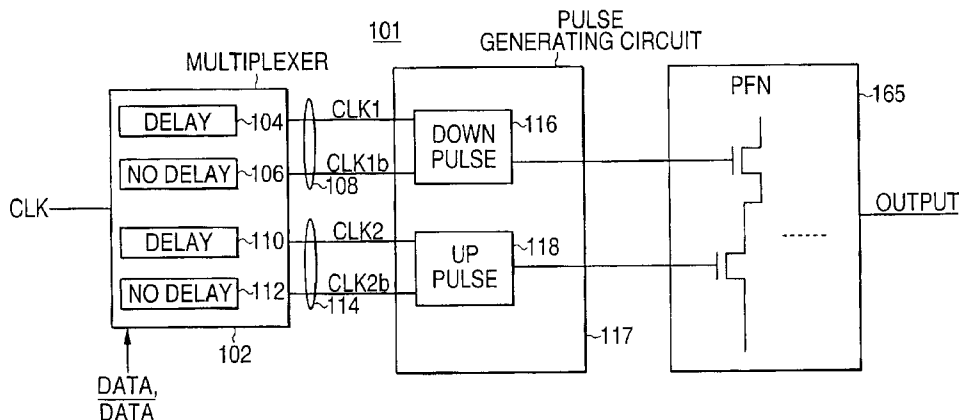 101
PULSE
GENERATING CIRCUIT
MULTIPLEXER
PFN
165
DELAY
104
CLK1
DOWN
PULSE
116
NO DELAY
106
CLK1b
108
CLK
OUTPUT
DELAY
110
CLK2
UP
PULSE
118
NO DELAY
112
CLK2b
114
102
117
DATA,
DATA